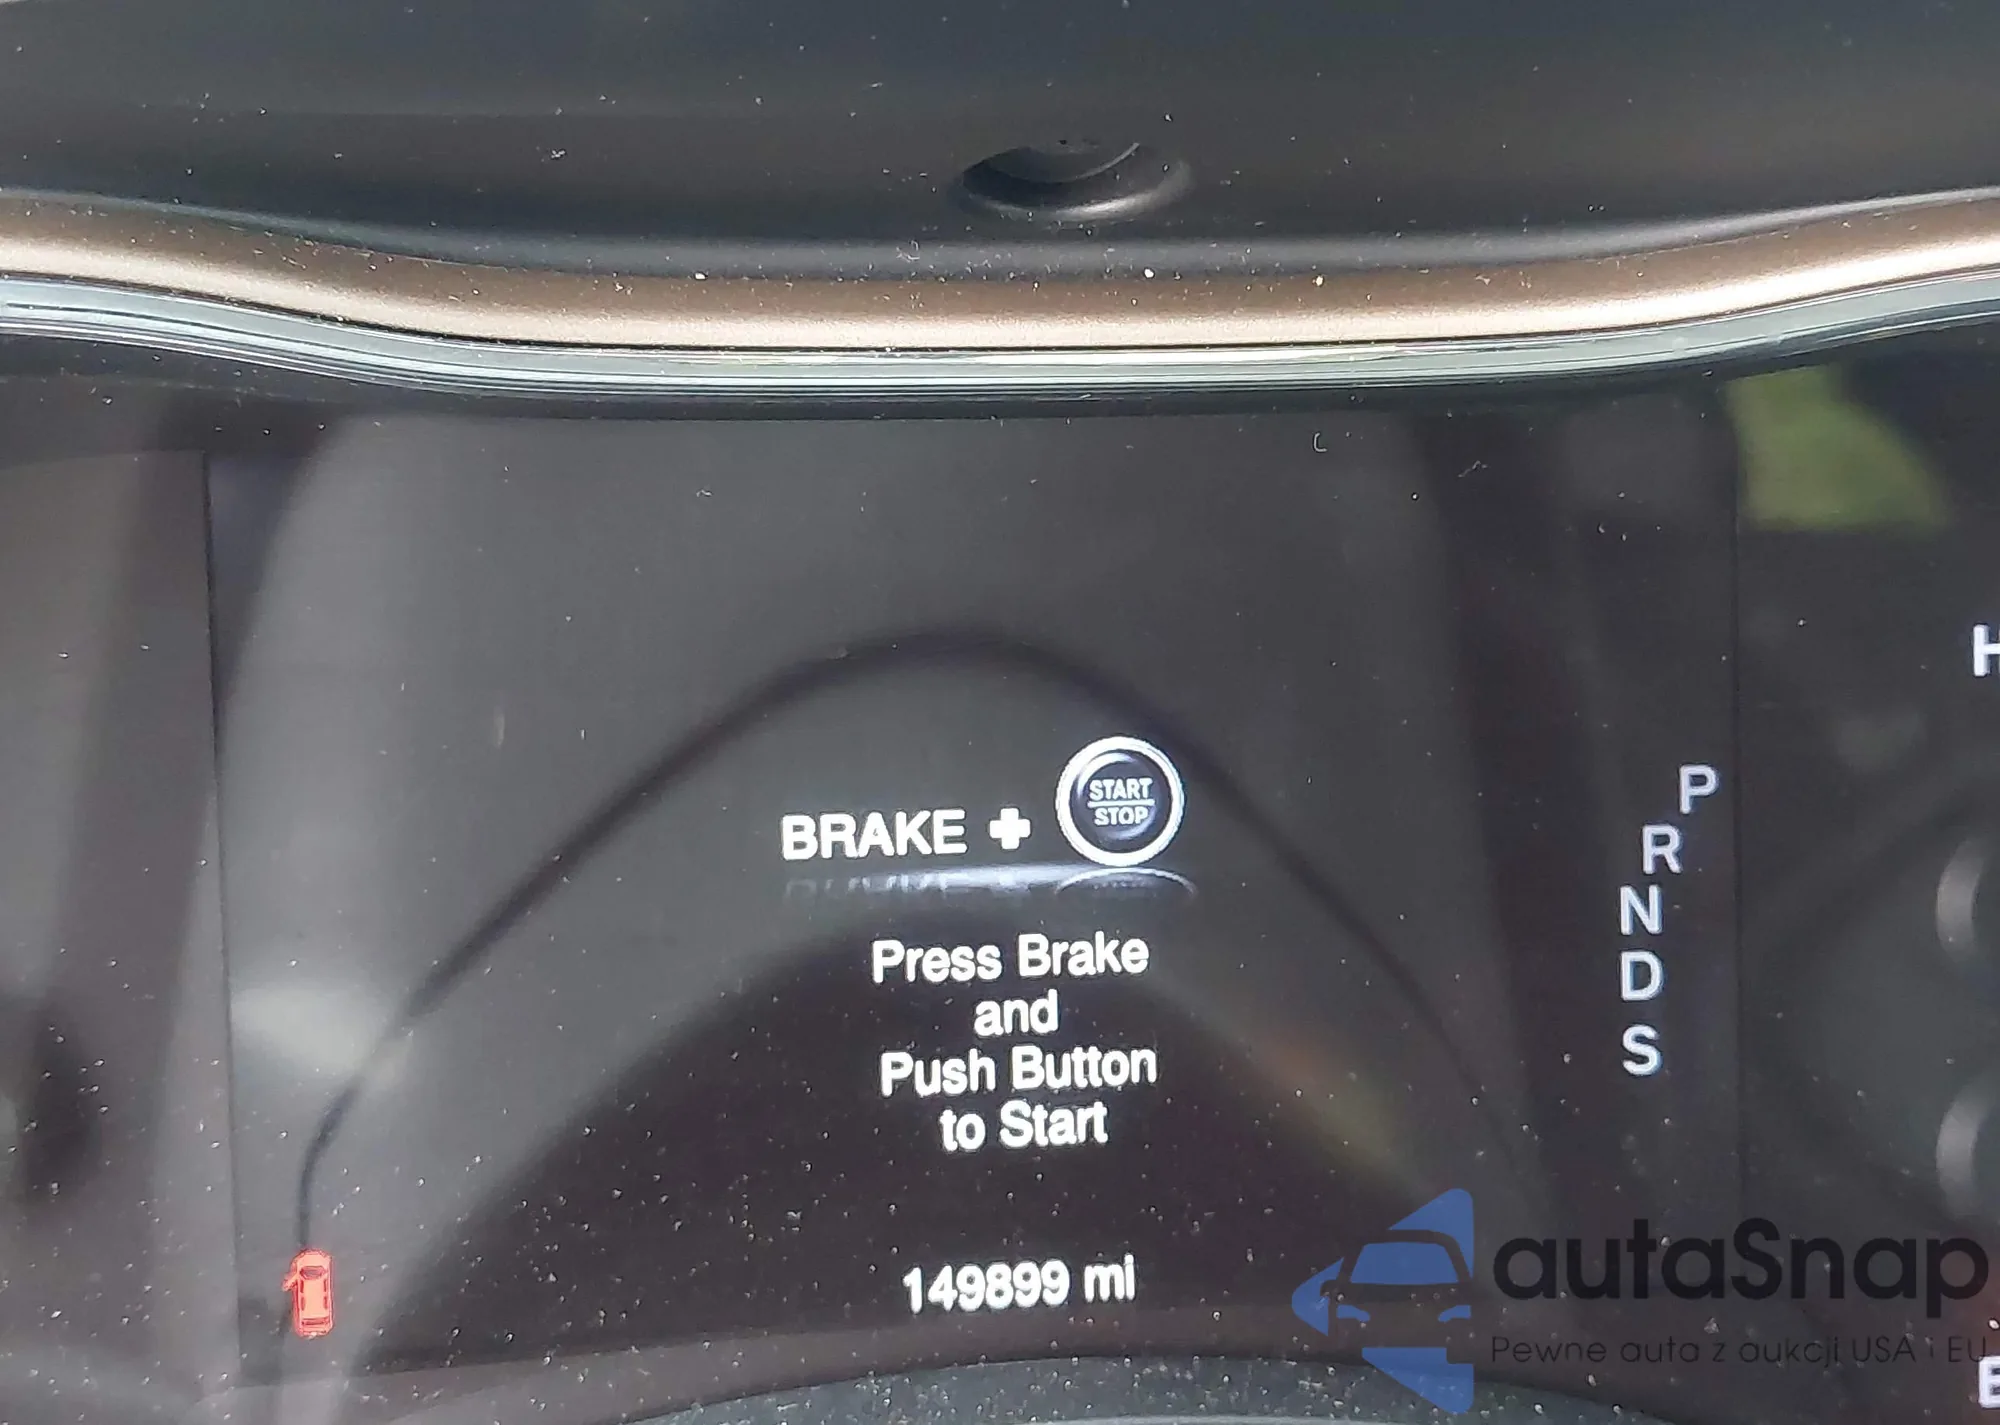 H
START
STOP
BRAKE +
P
R
N
D
S
Press Brake
and
Push Button
to Start
149899 mi
autaSnap
Pewne auta z aukcji USA i EU
E